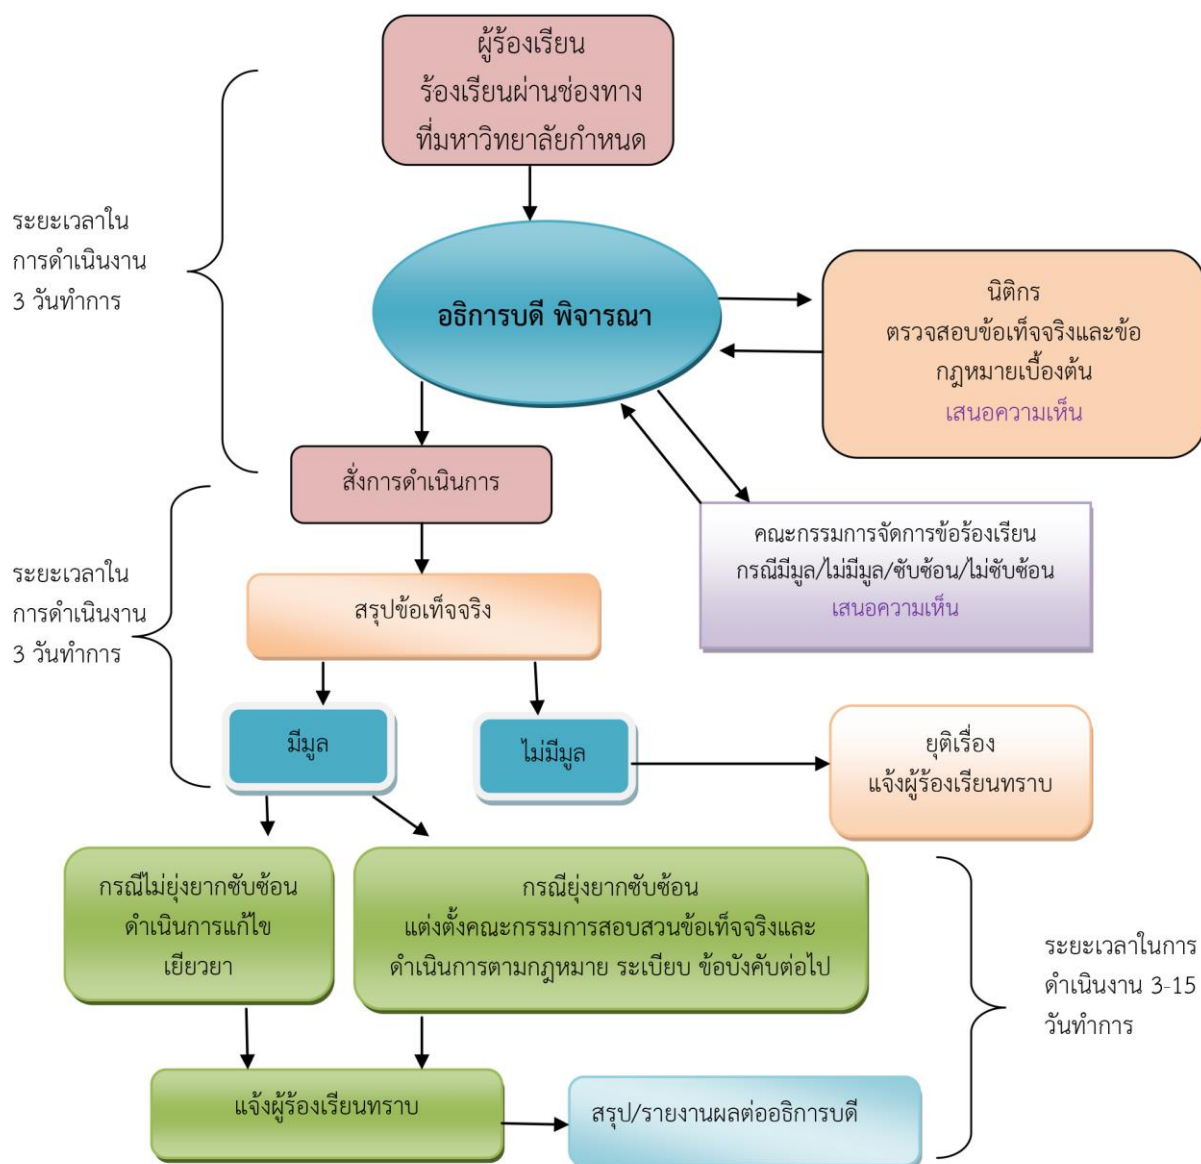 ผู้ร้องเรียน
ร้องเรียนผ่านช่องทาง
ที่มหาวิทยาลัยกำหนด
ระยะเวลาใน
การดำเนินงาน
3 วันทำการ
อธิการบดี พิจารณา
นิติกร
ตรวจสอบข้อเท็จจริงและข้อ
กฎหมายเบื้องต้น
เสนอความเห็น
สั่งการดำเนินการ
คณะกรรมการจัดการข้อร้องเรียน
กรณีมีมูล/ไม่มีมูล/ซับซ้อน/ไม่ซับซ้อน
เสนอความเห็น
ระยะเวลาใน
การดำเนินงาน
3 วันทำการ
สรุปข้อเท็จจริง
มีมูล
ไม่มีมูล
ยุติเรื่อง
แจ้งผู้ร้องเรียนทราบ
กรณีไม่ยุ่งยากซับซ้อน
ดำเนินการแก้ไข
เยียวยา
กรณียุ่งยากซับซ้อน
แต่งตั้งคณะกรรมการสอบสวนข้อเท็จจริงและ
ดำเนินการตามกฎหมาย ระเบียบ ข้อบังคับต่อไป
ระยะเวลาในการ
ดำเนินงาน 3-15
วันทำการ
แจ้งผู้ร้องเรียนทราบ
สรุป/รายงานผลต่ออธิการบดี